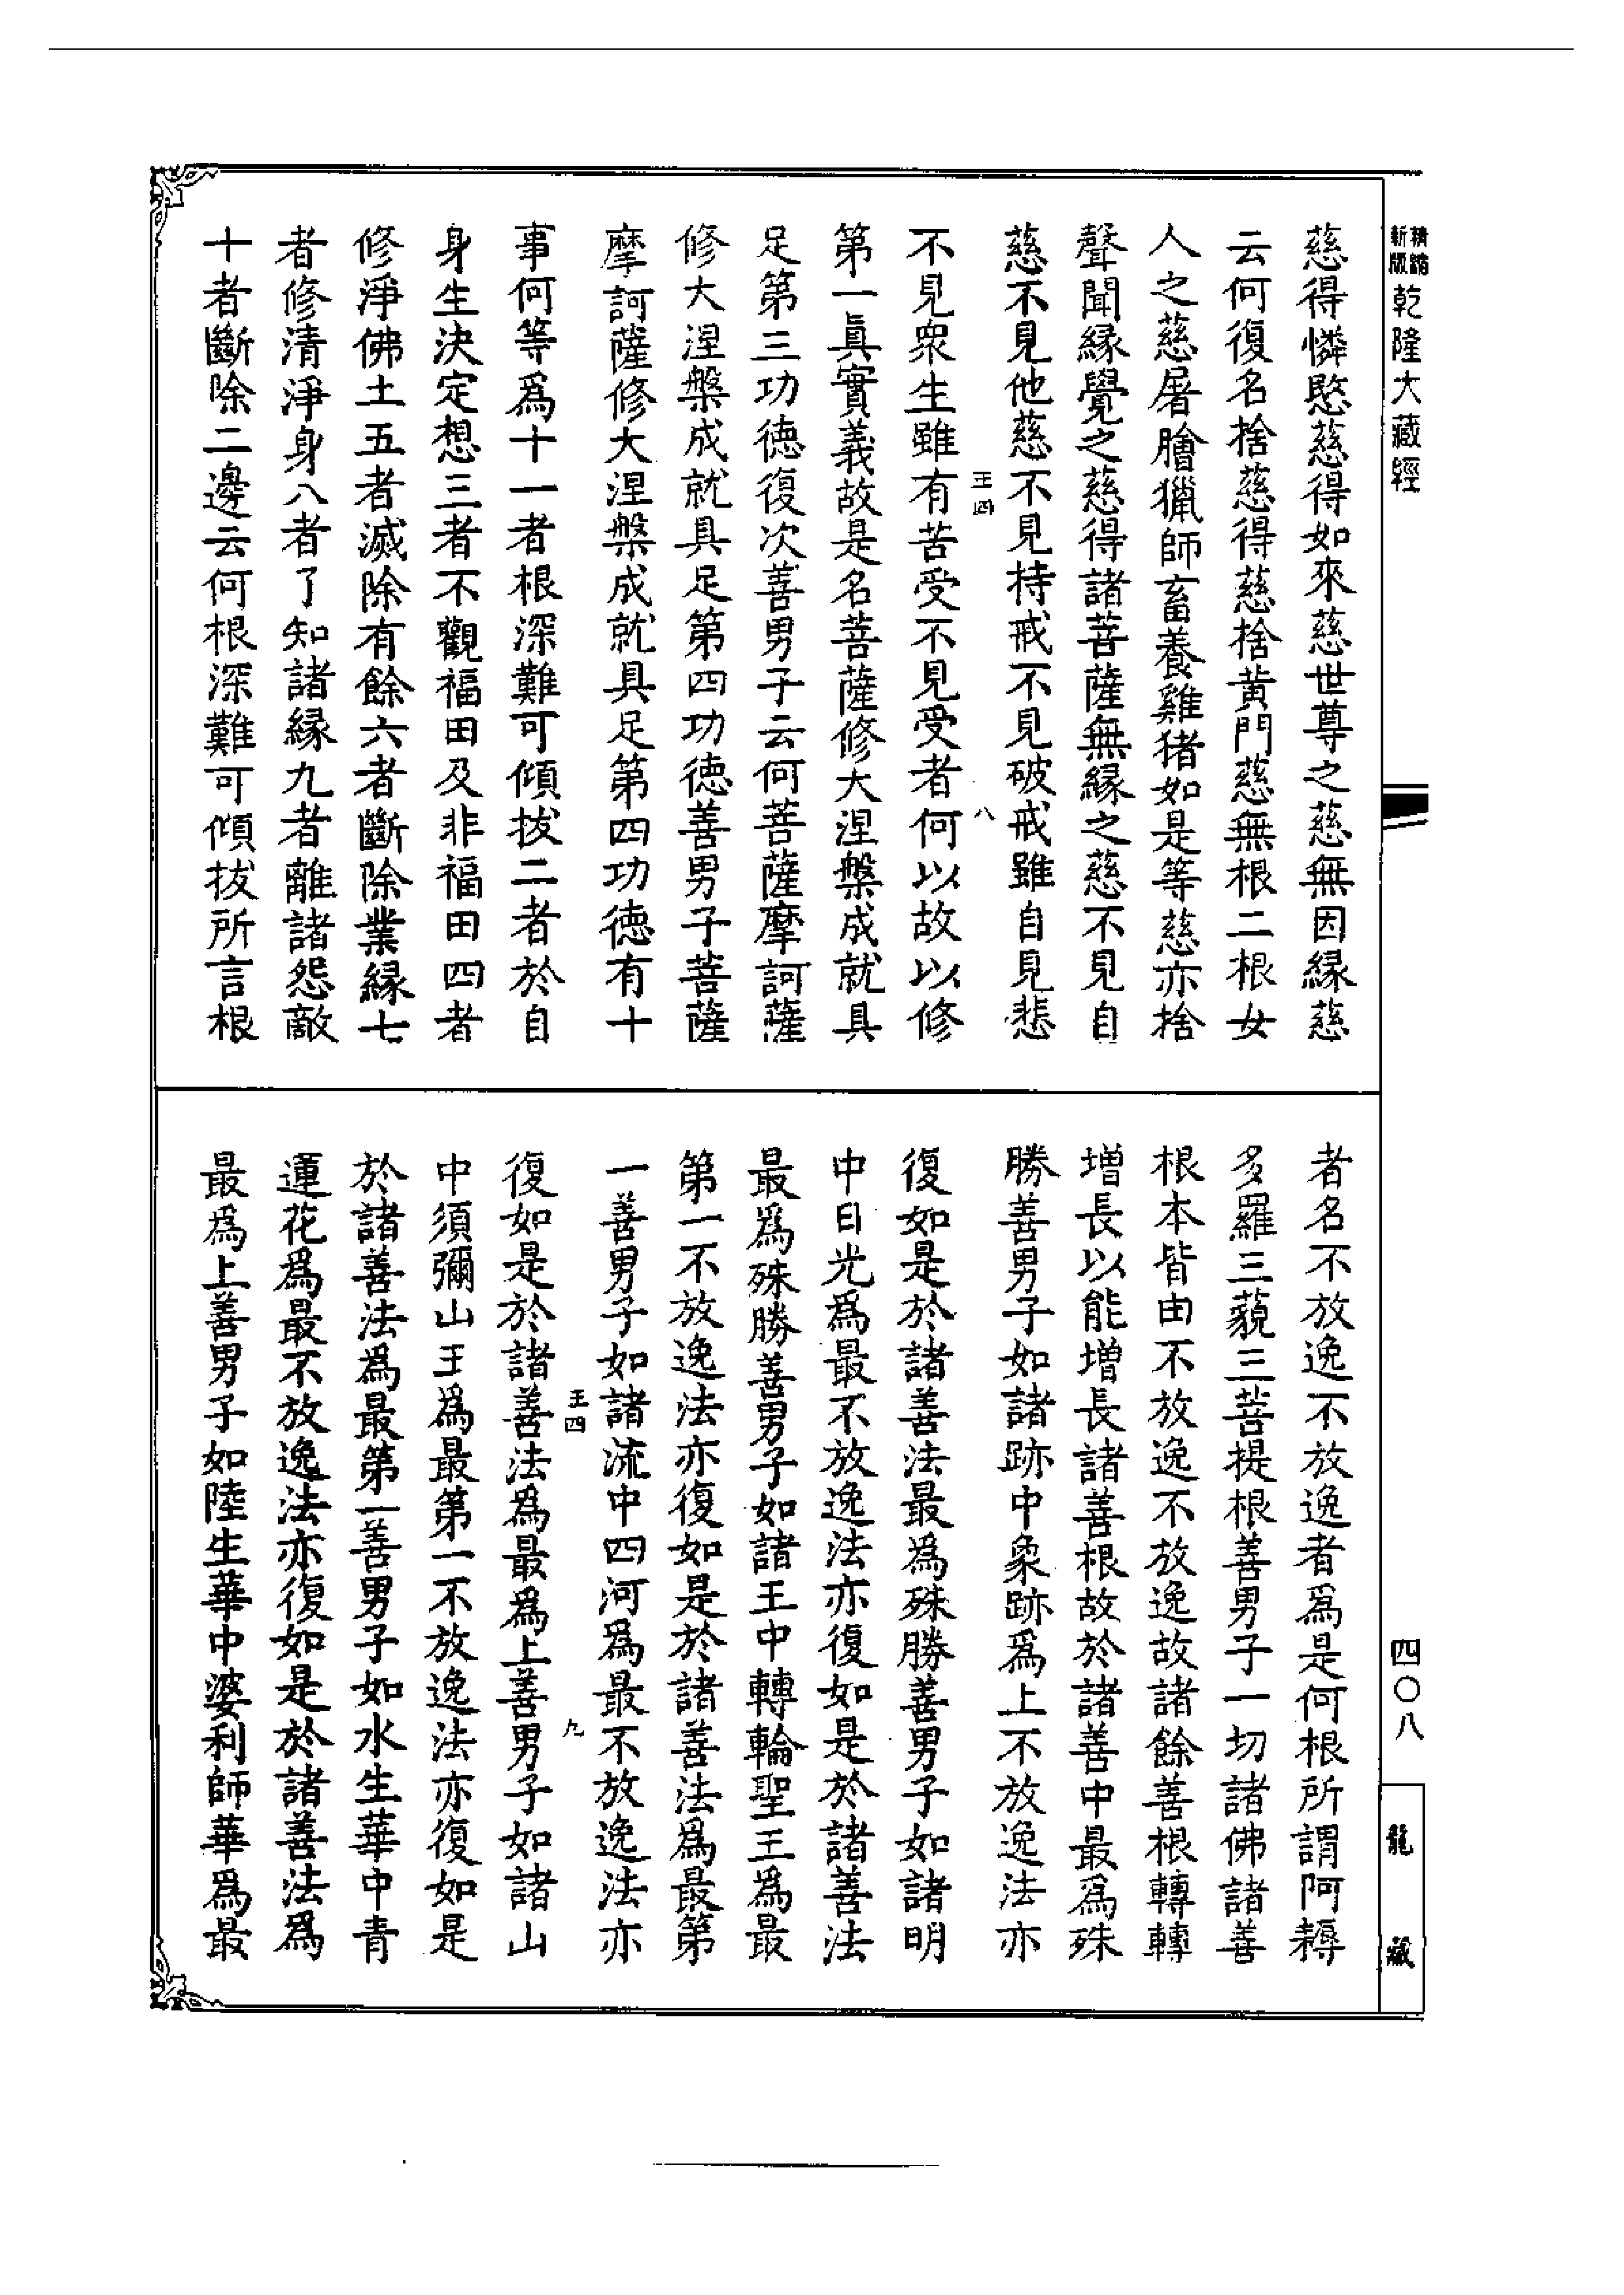 精縮
新版
乾隆大藏經
慈得憐愍慈得如來慈世尊之慈無因緣慈
云何復名捨慈得慈捨黃門慈無根二根女
人之慈屠膾獵師畜養雞猪如是等慈亦捨
聲聞緣覺之慈得諸菩薩無緣之慈不見自
慈不見他慈不見持戒不見破戒雖自見悲
王四
八
不見衆生雖有苦受不見受者何以故以修
第一眞實義故是名菩薩修大涅槃成就具
足第三功德復次善男子云何菩薩摩訶薩
修大涅槃成就具足第四功德善男子菩薩
摩訶薩修大涅槃成就具足第四功德有十
事何等爲十一者根深難可傾拔二者於自
身生決定想三者不觀福田及非福田四者
修淨佛土五者滅除有餘六者斷除業緣七
者修清淨身八者了知諸緣九者離諸怨敵
十者斷除二邊云何根深難可傾拔所言根
者名不放逸不放逸者爲是何根所謂阿耨
多羅三藐三菩提根善男子一切諸佛諸善
根本皆由不放逸不放逸故諸餘善根轉轉
增長以能增長諸善根故於諸善中最爲殊
勝善男子如諸跡中象跡爲上不放逸法亦
復如是於諸善法最爲殊勝善男子如諸明
中日光爲最不放逸法亦復如是於諸善法
最爲殊勝善男子如諸王中轉輪聖王爲最
第一不放逸法亦復如是於諸善法爲最第
一善男子如諸流中四河爲最不放逸法亦
王四
九
復如是於諸善法爲最爲上善男子如諸山
中須彌山王爲最第一不放逸法亦復如是
於諸善法爲最第一善男子如水生華中青
蓮花爲最不放逸法亦復如是於諸善法爲
最爲上善男子如陸生華中婆利師華爲最
四〇八
龍藏